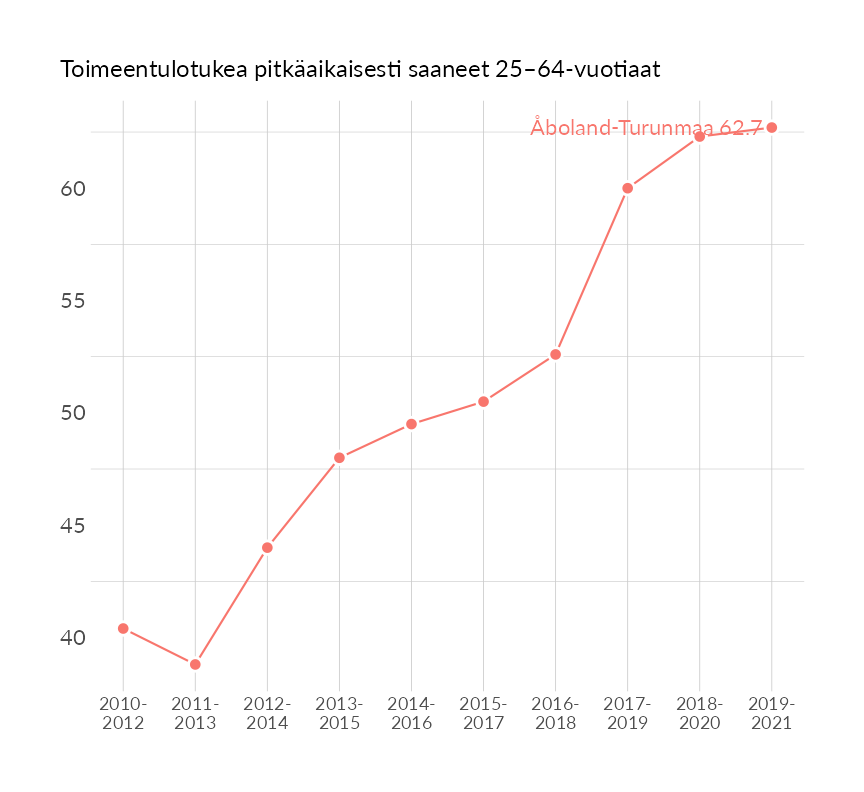 Toimeentulotukea pitkäaikaisesti saaneet 25–64-vuotiaat
Åboland-Turunmaa 62.7
60
55
50
45
40
2010- 2011- 2012- 2013- 2014- 2015- 2016- 2017- 2018- 2019-
2012 2013 2014 2015 2016 2017 2018 2019 2020 2021